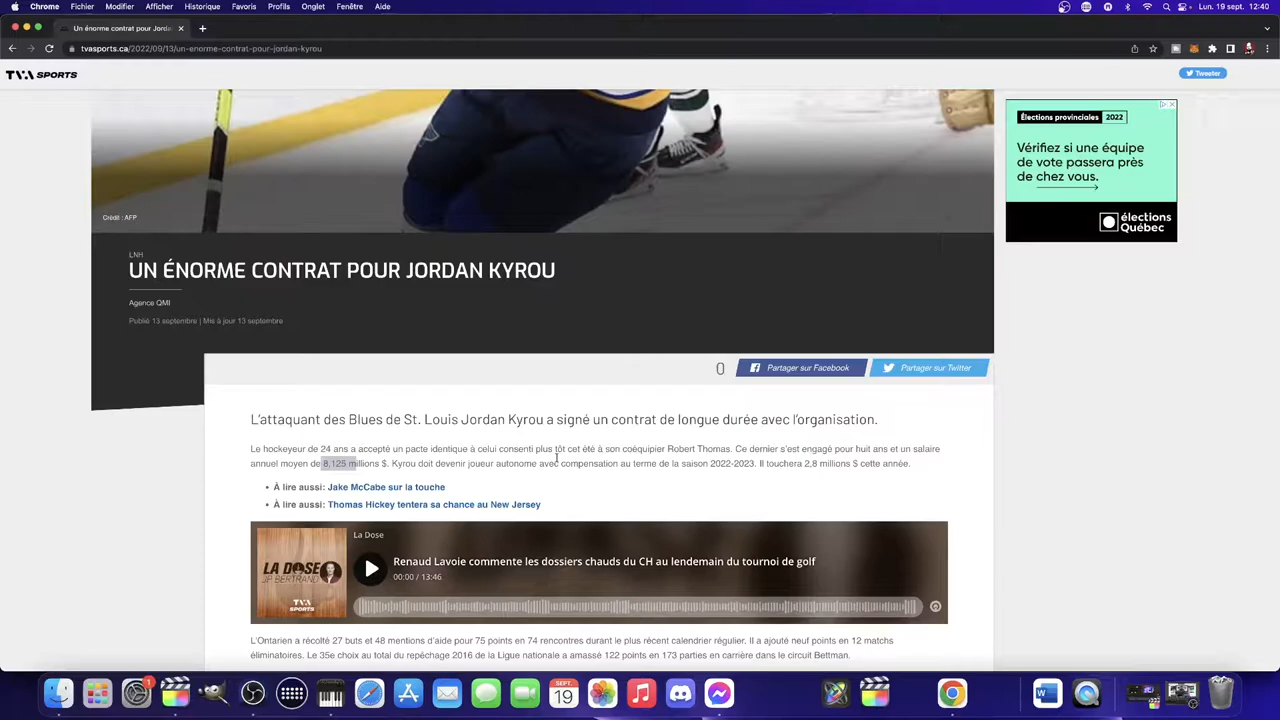 Chrome Fichier Modifier Afficher Historique Favoris Profils Onglet Fenêtre Aide Lun. 19 sept. 12:40
Un énorme contrat pour Jordan
tvasports.ca/2022/09/13/un-enorme-contrat-pour-jordan-kyrou
TVA SPORTS Tweeter
Élections provinciales 2022
Vérifiez si une équipe
de vote passera près
de chez vous.
élections
Québec
Crédit : AFP
LNH
UN ÉNORME CONTRAT POUR JORDAN KYROU
Agence QMI
Publié 13 septembre | Mis à jour 13 septembre
0 Partager sur Facebook Partager sur Twitter
L'attaquant des Blues de St. Louis Jordan Kyrou a signé un contrat de longue durée avec l'organisation.
Le hockeyeur de 24 ans a accepté un pacte identique à celui consenti plus tôt cet été à son coéquipier Robert Thomas. Ce dernier s'est engagé pour huit ans et un salaire
annuel moyen de 8,125 millions $. Kyrou doit devenir joueur autonome avec compensation au terme de la saison 2022-2023. Il touchera 2,8 millions $ cette année.
• À lire aussi: Jake McCabe sur la touche
• À lire aussi: Thomas Hickey tentera sa chance au New Jersey
La Dose
Renaud Lavoie commente les dossiers chauds du CH au lendemain du tournoi de golf
00:00 / 13:46
LA DOSE
JP BERTRAND
TVA
SPORTS
L'Ontarien a récolté 27 buts et 48 mentions d'aide pour 75 points en 74 rencontres durant le plus récent calendrier régulier. Il a ajouté neuf points en 12 matchs
éliminatoires. Le 35e choix au total du repêchage 2016 de la Ligue nationale a amassé 122 points en 173 parties en carrière dans le circuit Bettman.
1
SEPT.
19
W